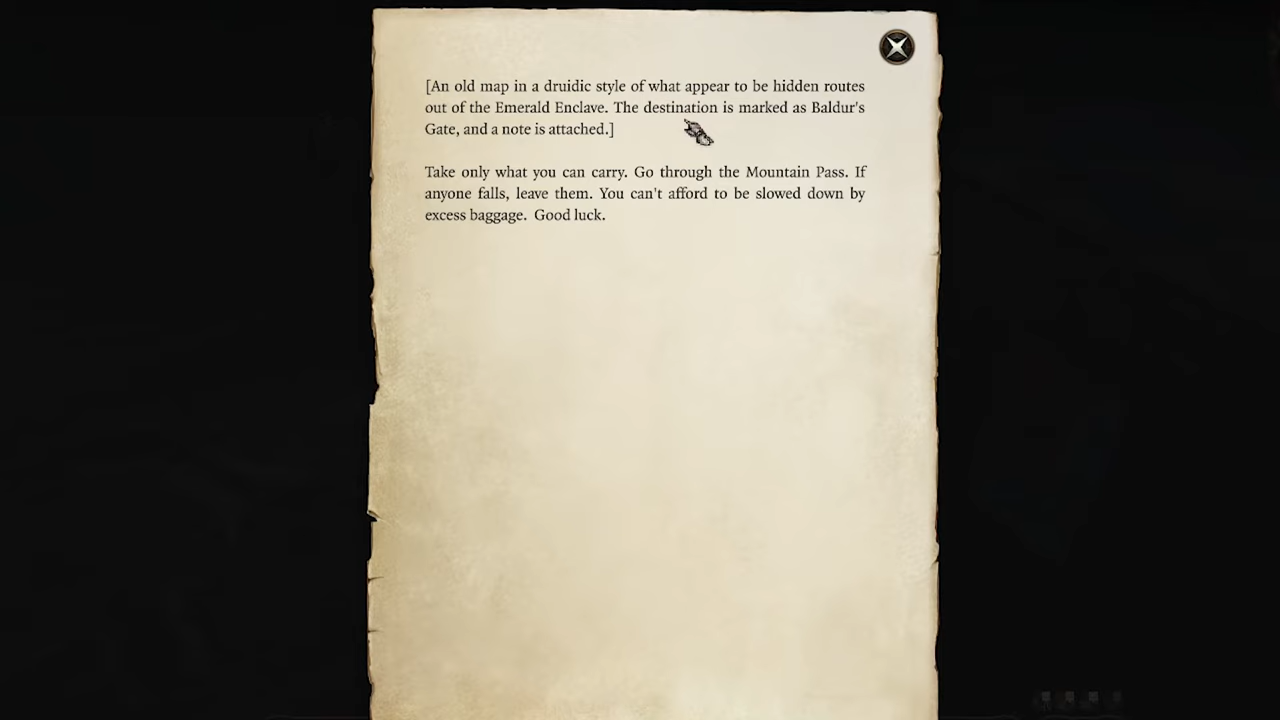 [An old map in a druidic style of what appear to be hidden routes
out of the Emerald Enclave. The destination is marked as Baldur's
Gate, and a note is attached.]
Take only what you can carry. Go through the Mountain Pass. If
anyone falls, leave them. You can't afford to be slowed down by
excess baggage.  Good luck.